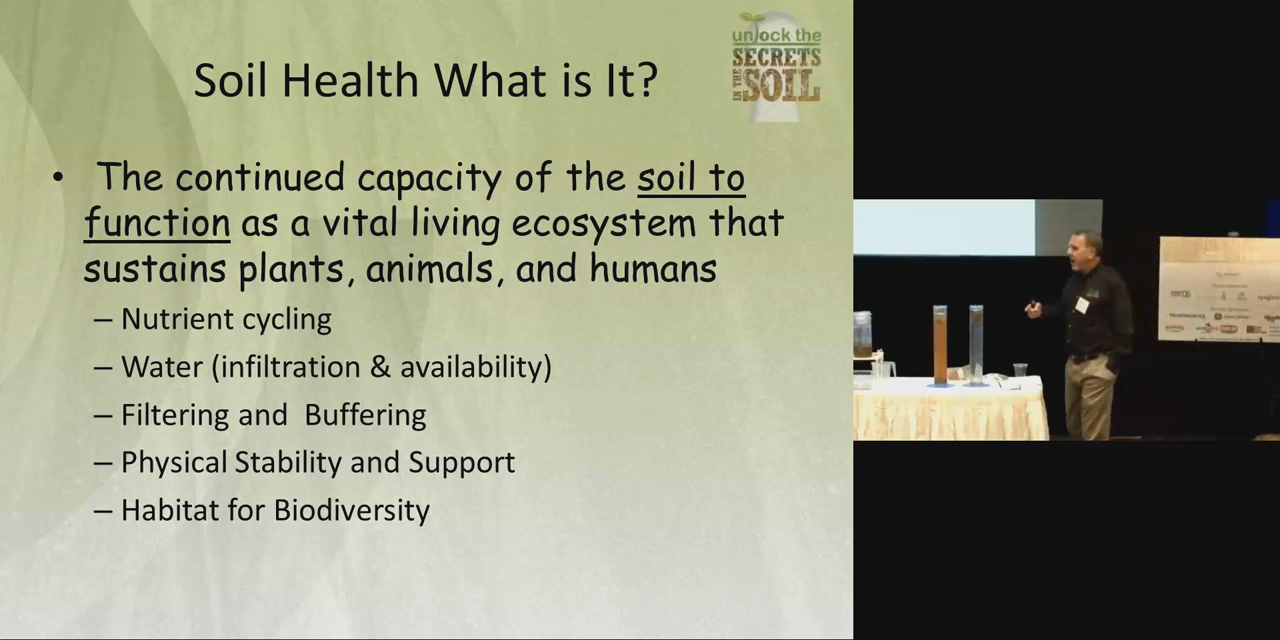 unlock the
SECRETS
IN THE
SOIL
Soil Health What is It?
• The continued capacity of the soil to
function as a vital living ecosystem that
sustains plants, animals, and humans
– Nutrient cycling
– Water (infiltration & availability)
– Filtering and Buffering
– Physical Stability and Support
– Habitat for Biodiversity